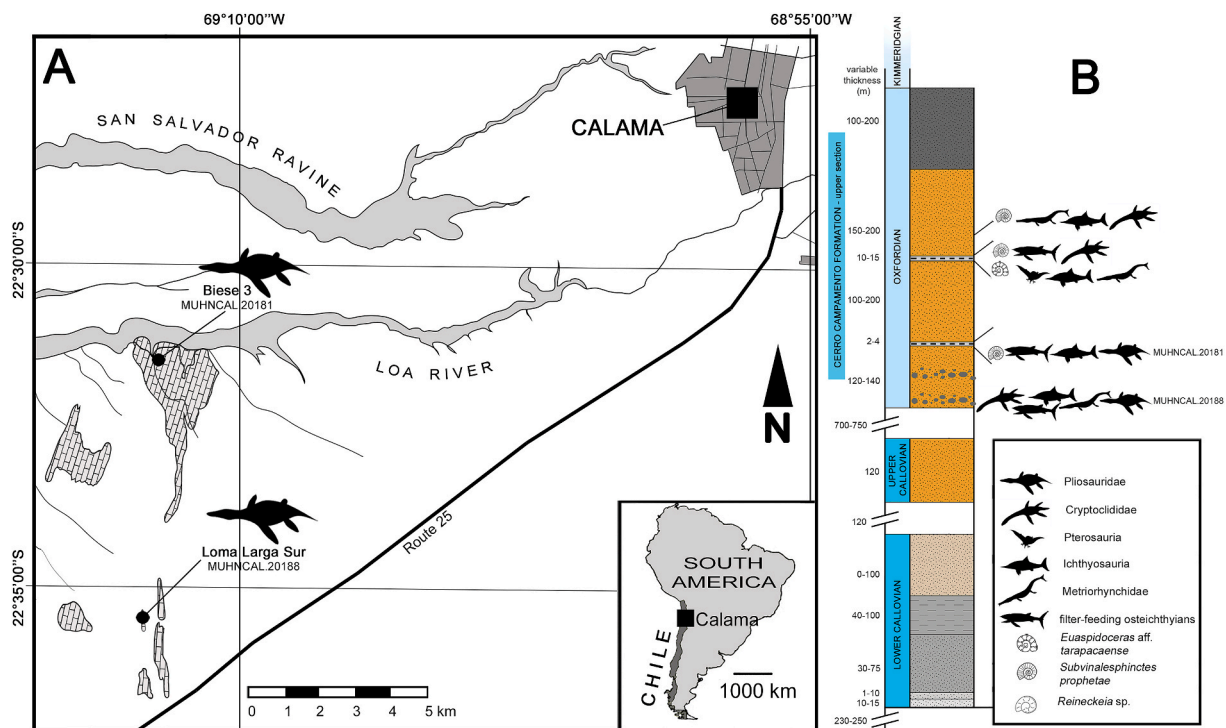 69°10'00''W
68°55'00''W
A
SAN SALVADOR RAVINE
CALAMA
22°30'00''S
Biese 3
MUHNCAL.20181
LOA RIVER
N
Loma Larga Sur
MUHNCAL.20188
22°35'00''S
Route 25
0 1 2 3 4 5 km
SOUTH
AMERICA
Calama
CHILE
1000 km
B
variable
thickness
(m)
KIMMERIDGIAN
100-200
CERRO CAMPAMENTO FORMATION - upper section
OXFORDIAN
150-200
10-15
100-200
2-4
MUHNCAL.20181
120-140
MUHNCAL.20188
700-750
UPPER
CALLOVIAN
120
120
LOWER CALLOVIAN
0-100
40-100
30-75
1-10
10-15
230-250
Pliosauridae
Cryptoclididae
Pterosauria
Ichthyosauria
Metriorhynchidae
filter-feeding osteichthyians
Euaspidoceras aff.
tarapacaense
Subvinalesphinctes
prophetae
Reineckeia sp.